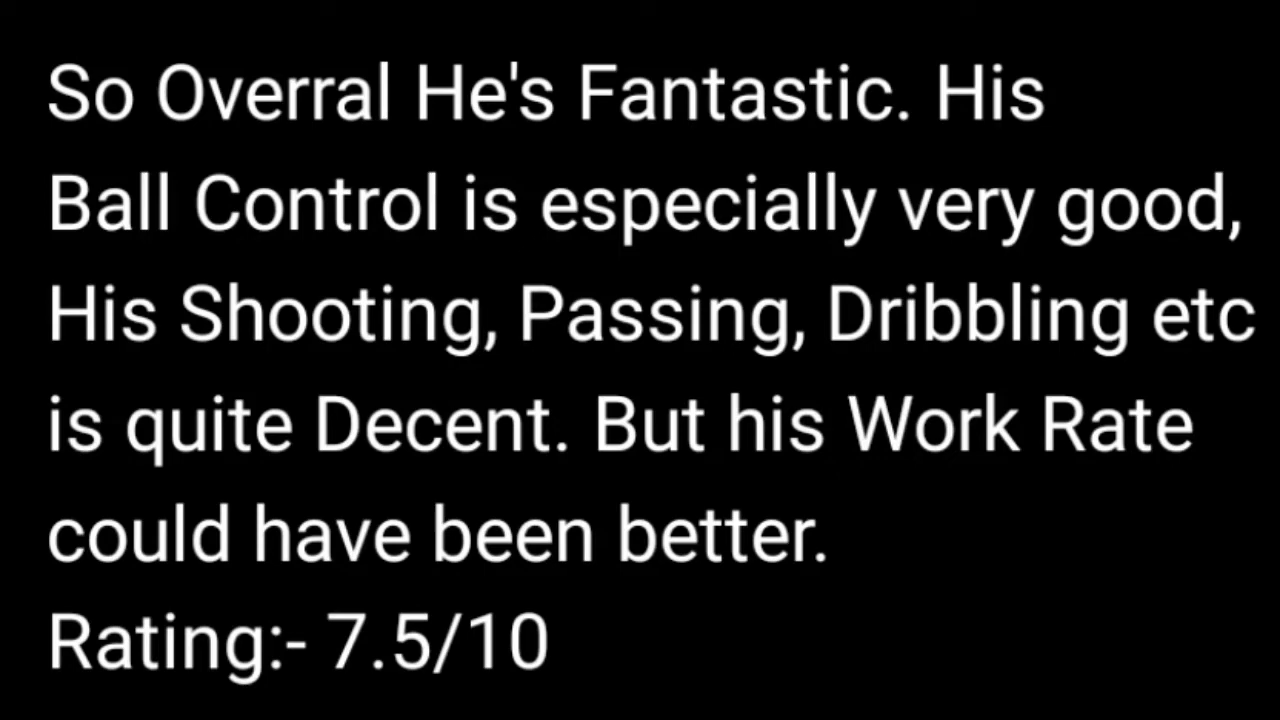 So Overral He's Fantastic. His
Ball Control is especially very good,
His Shooting, Passing, Dribbling etc
is quite Decent. But his Work Rate
could have been better.
Rating:- 7.5/10